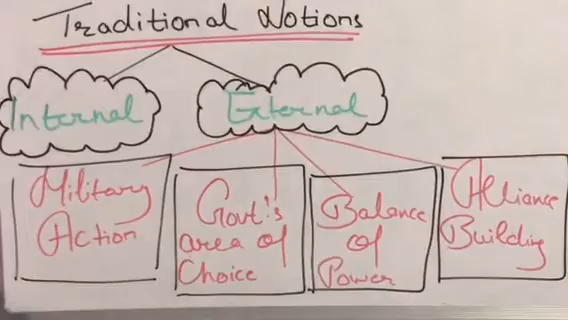 Traditional Notions
Internal
External
Military
Action
Govt's
area of
Choice
Balance
of
Power
Alliance
Building